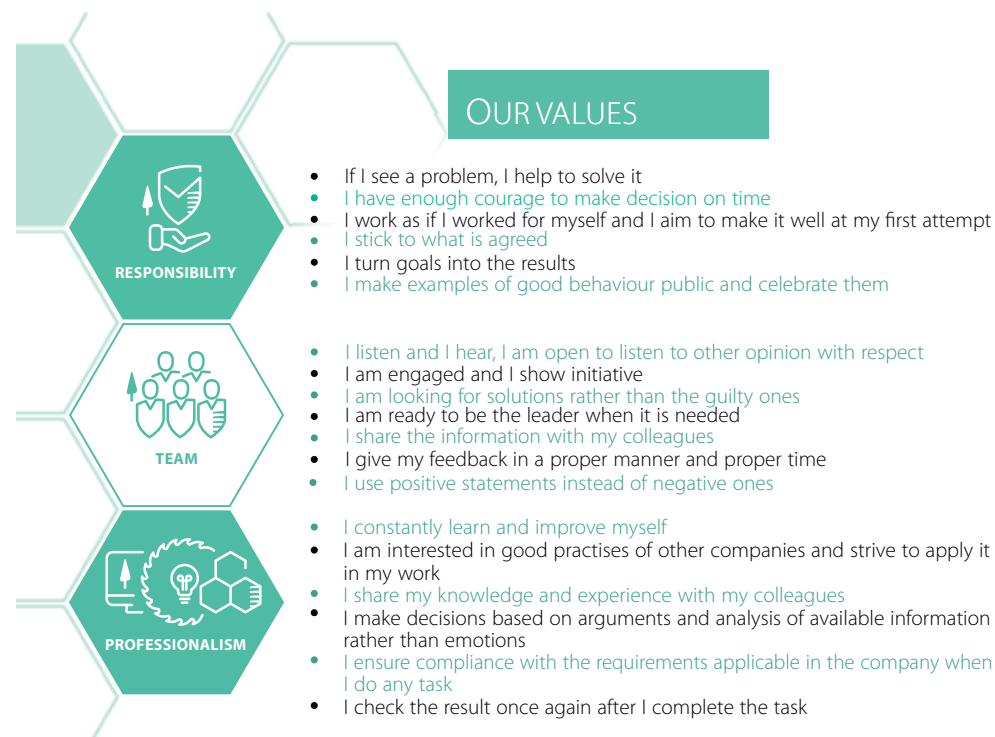 OUR VALUES
RESPONSIBILITY
• If I see a problem, I help to solve it
• I have enough courage to make decision on time
• I work as if I worked for myself and I aim to make it well at my first attempt
• I stick to what is agreed
• I turn goals into the results
• I make examples of good behaviour public and celebrate them
TEAM
• I listen and I hear, I am open to listen to other opinion with respect
• I am engaged and I show initiative
• I am looking for solutions rather than the guilty ones
• I am ready to be the leader when it is needed
• I share the information with my colleagues
• I give my feedback in a proper manner and proper time
• I use positive statements instead of negative ones
PROFESSIONALISM
• I constantly learn and improve myself
• I am interested in good practises of other companies and strive to apply it
in my work
• I share my knowledge and experience with my colleagues
• I make decisions based on arguments and analysis of available information
rather than emotions
• I ensure compliance with the requirements applicable in the company when
I do any task
• I check the result once again after I complete the task